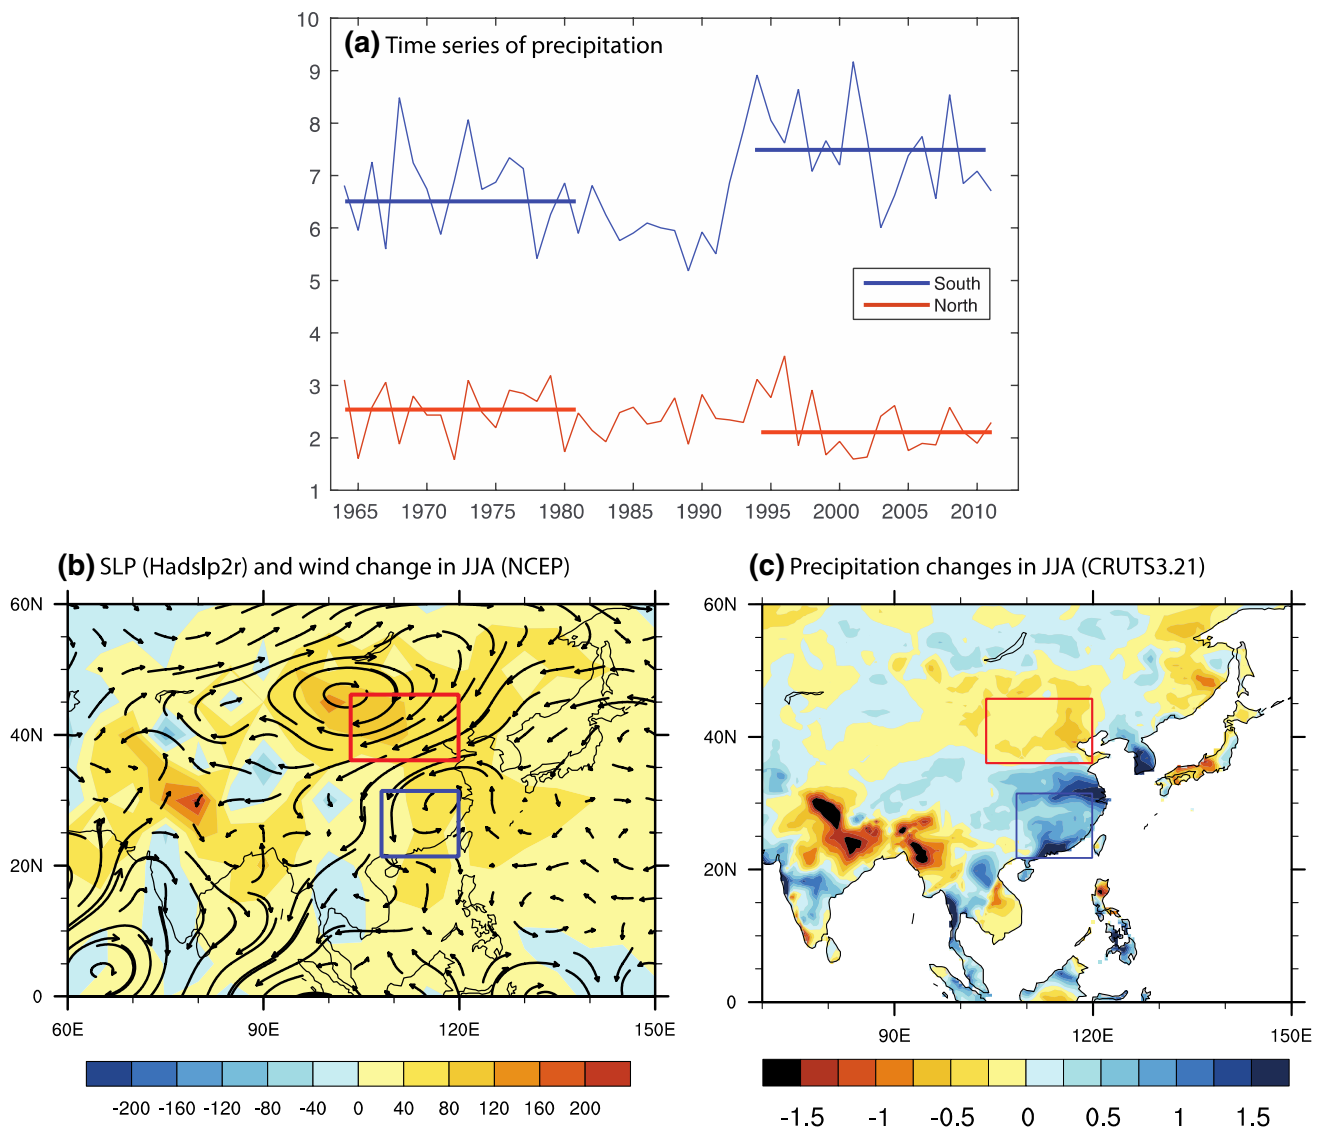 (a) Time series of precipitation
10
9
8
7
6
5
4
3
2
1
South
North
1965 1970 1975 1980 1985 1990 1995 2000 2005 2010
(b) SLP (Hadslp2r) and wind change in JJA (NCEP)
60N
40N
20N
0
60E 90E 120E 150E
-200 -160 -120 -80 -40 0 40 80 120 160 200
(c) Precipitation changes in JJA (CRUTS3.21)
60N
40N
20N
0
90E 120E 150E
-1.5 -1 -0.5 0 0.5 1 1.5